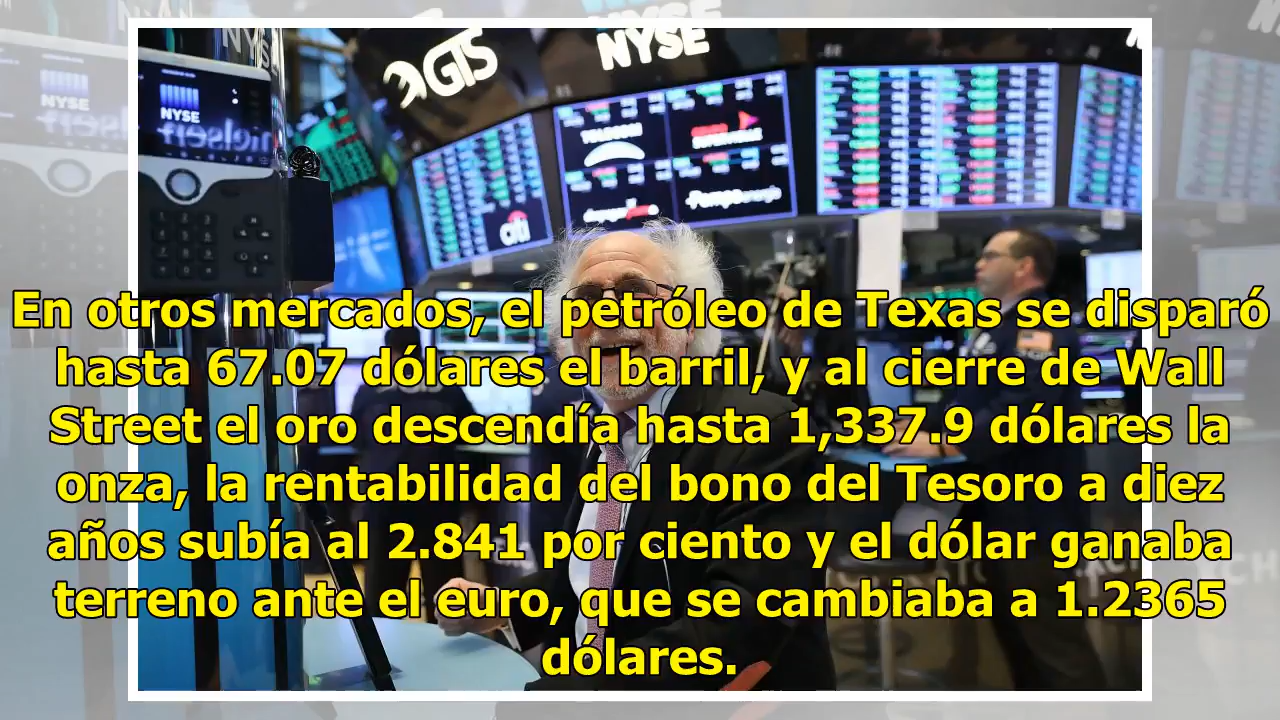 GTS
NYSE
NYSE
NYSE
citi
En otros mercados, el petróleo de Texas se disparó
hasta 67.07 dólares el barril, y al cierre de Wall
Street el oro descendía hasta 1,337.9 dólares la
onza, la rentabilidad del bono del Tesoro a diez
años subía al 2.841 por ciento y el dólar ganaba
terreno ante el euro, que se cambiaba a 1.2365
dólares.